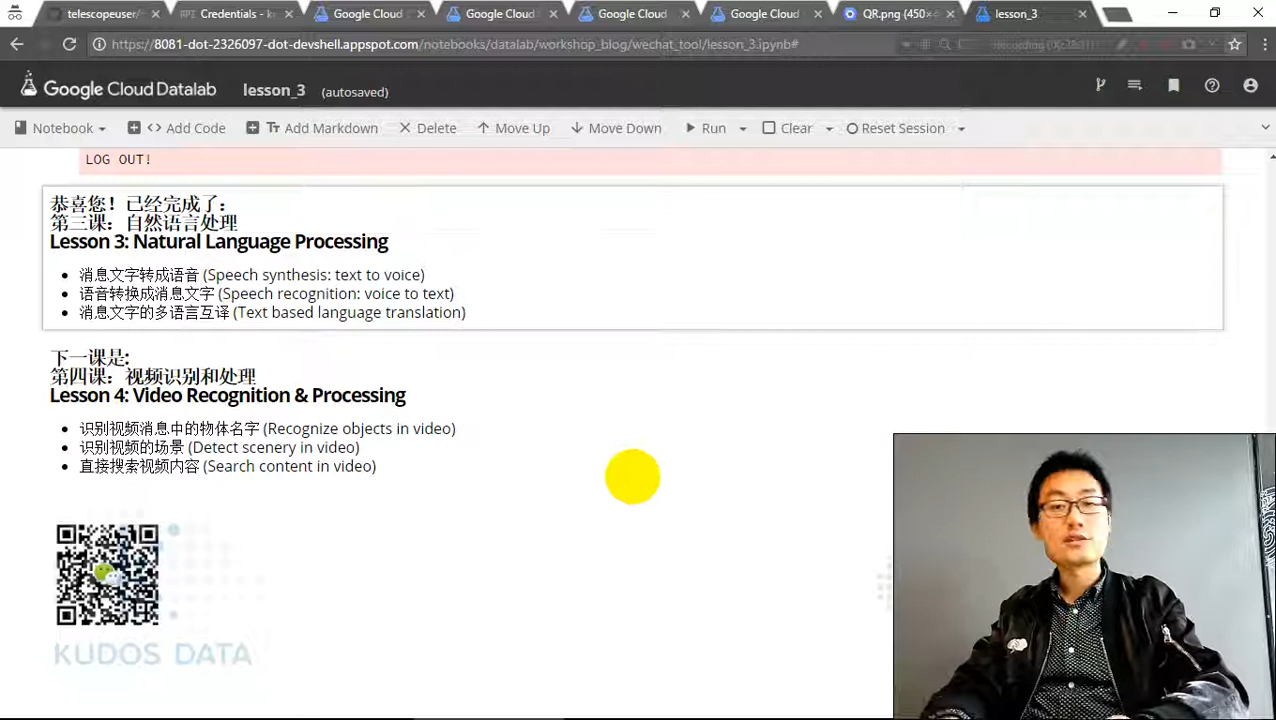 telescopeuser/
API Credentials - k
Google Cloud
Google Cloud
Google Cloud
Google Cloud
QR.png (450×
lesson_3
https://8081-dot-2326097-dot-devshell.appspot.com/notebooks/datalab/workshop_blog/wechat_tool/lesson_3.ipynb#
Google Cloud Datalab lesson_3 (autosaved)
Notebook <> Add Code Tт Add Markdown Delete Move Up Move Down Run Clear Reset Session
LOG OUT!
恭喜您！已经完成了:
第三课：自然语言处理
Lesson 3: Natural Language Processing
• 消息文字转成语音 (Speech synthesis: text to voice)
• 语音转换成消息文字 (Speech recognition: voice to text)
• 消息文字的多语言互译 (Text based language translation)
下一课是:
第四课：视频识别和处理
Lesson 4: Video Recognition & Processing
• 识别视频消息中的物体名字 (Recognize objects in video)
• 识别视频的场景 (Detect scenery in video)
• 直接搜索视频内容 (Search content in video)
KUDOS DATA